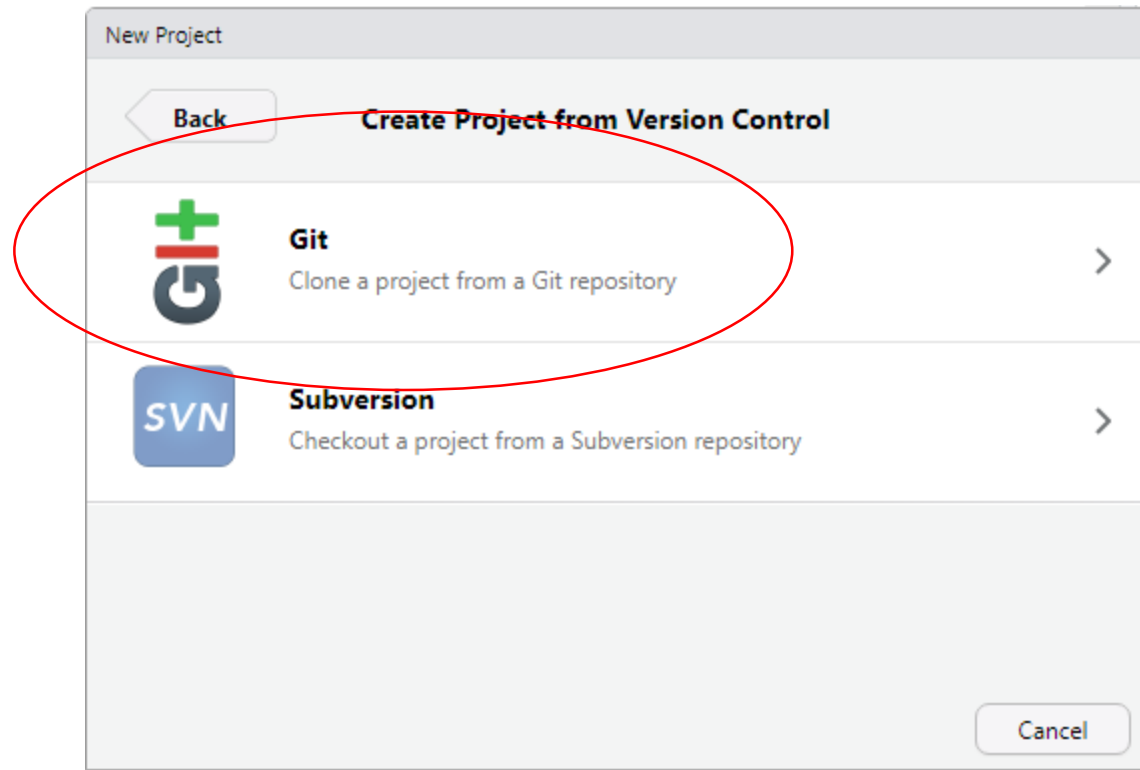 New Project
Back
Create Project from Version Control
git
Git
Clone a project from a Git repository
SVN
Subversion
Checkout a project from a Subversion repository
Cancel